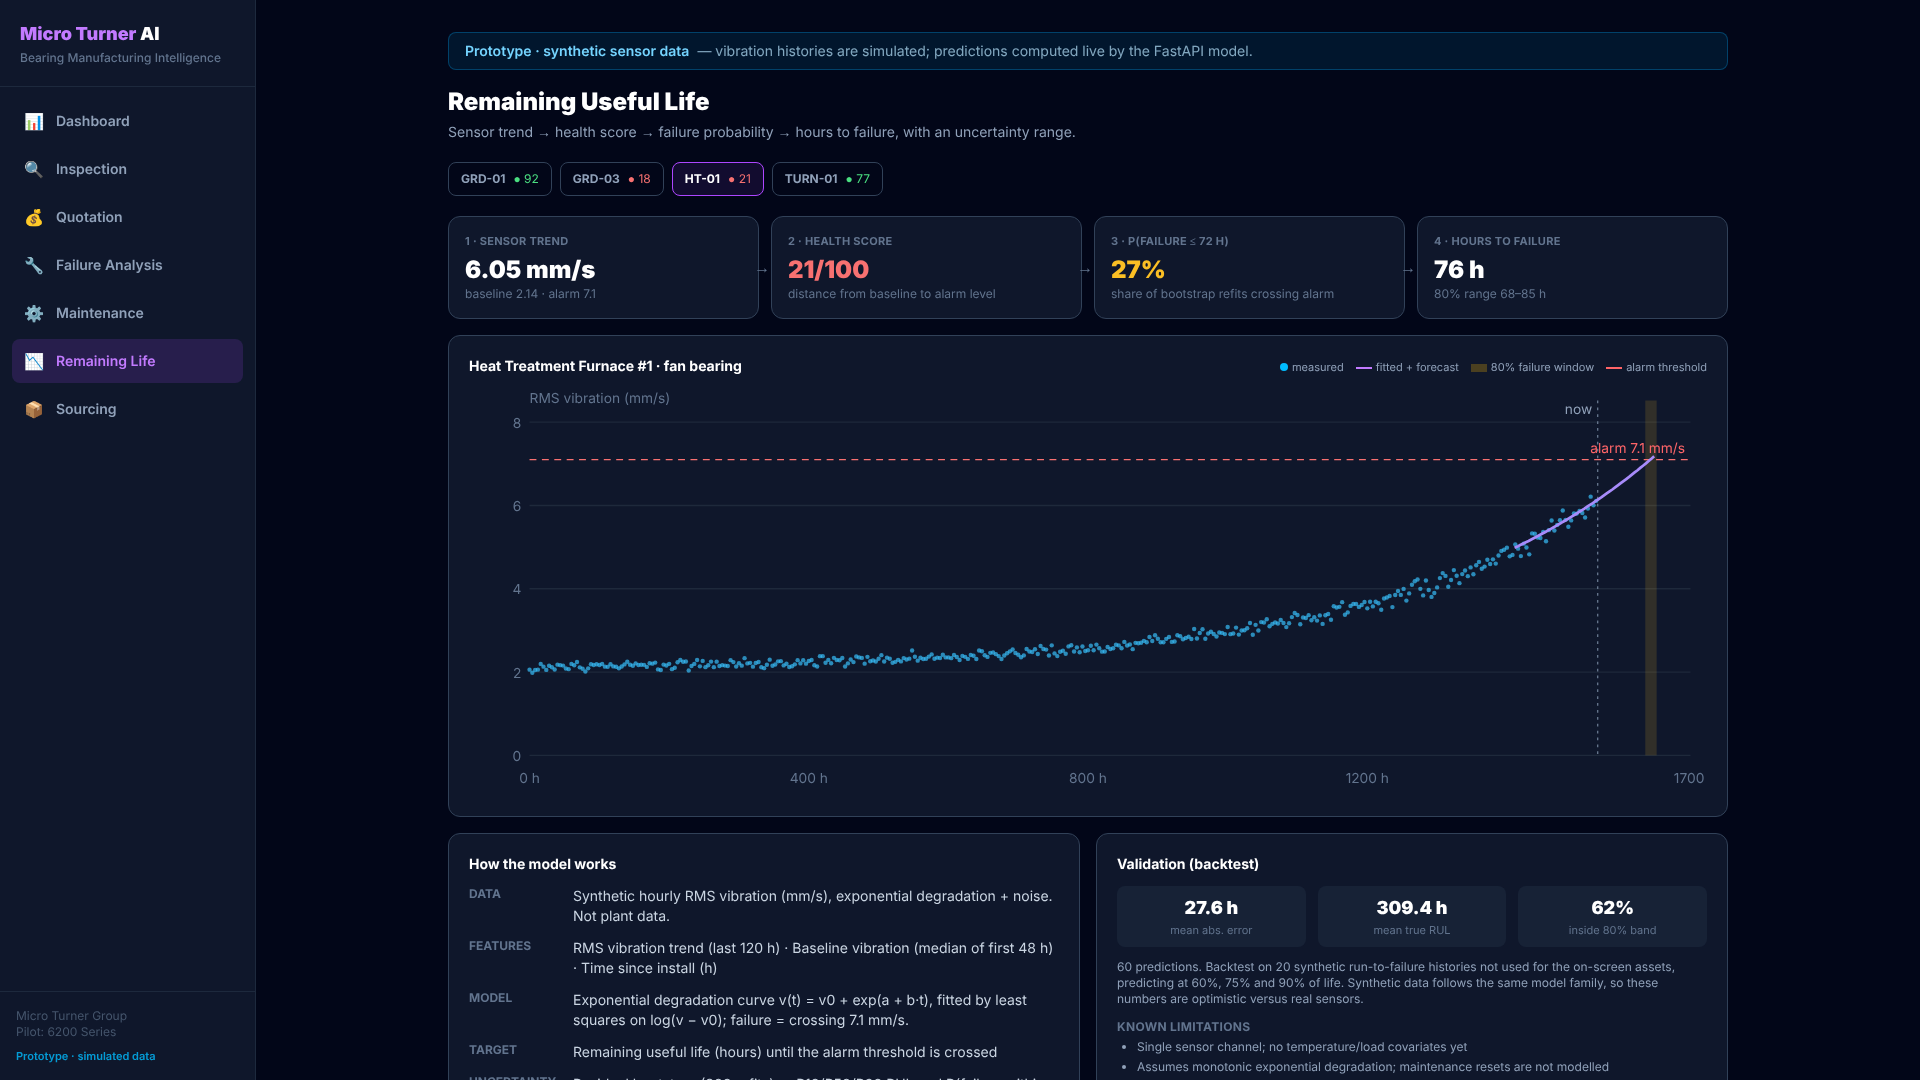 Micro Turner AI
Bearing Manufacturing Intelligence
📊 Dashboard
🔍 Inspection
💰 Quotation
🔧 Failure Analysis
⚙️ Maintenance
📉 Remaining Life
📦 Sourcing
Micro Turner Group
Pilot: 6200 Series
Prototype · simulated data
Prototype · synthetic sensor data — vibration histories are simulated; predictions computed live by the FastAPI model.
Remaining Useful Life
Sensor trend → health score → failure probability → hours to failure, with an uncertainty range.
GRD-01 ● 92 GRD-03 ● 18 HT-01 ● 21 TURN-01 ● 77
1 · SENSOR TREND
6.05 mm/s
baseline 2.14 · alarm 7.1
→
2 · HEALTH SCORE
21/100
distance from baseline to alarm level
→
3 · P(FAILURE ≤ 72 H)
27%
share of bootstrap refits crossing alarm
→
4 · HOURS TO FAILURE
76 h
80% range 68–85 h
Heat Treatment Furnace #1 · fan bearing
measured fitted + forecast 80% failure window alarm threshold
RMS vibration (mm/s)
now
alarm 7.1 mm/s
8
6
4
2
0
0 h 400 h 800 h 1200 h 1700
How the model works
DATA Synthetic hourly RMS vibration (mm/s), exponential degradation + noise.
Not plant data.
FEATURES RMS vibration trend (last 120 h) · Baseline vibration (median of first 48 h)
· Time since install (h)
MODEL Exponential degradation curve v(t) = v0 + exp(a + b·t), fitted by least
squares on log(v − v0); failure = crossing 7.1 mm/s.
TARGET Remaining useful life (hours) until the alarm threshold is crossed
Validation (backtest)
27.6 h
mean abs. error
309.4 h
mean true RUL
62%
inside 80% band
60 predictions. Backtest on 20 synthetic run-to-failure histories not used for the on-screen assets,
predicting at 60%, 75% and 90% of life. Synthetic data follows the same model family, so these
numbers are optimistic versus real sensors.
KNOWN LIMITATIONS
• Single sensor channel; no temperature/load covariates yet
• Assumes monotonic exponential degradation; maintenance resets are not modelled